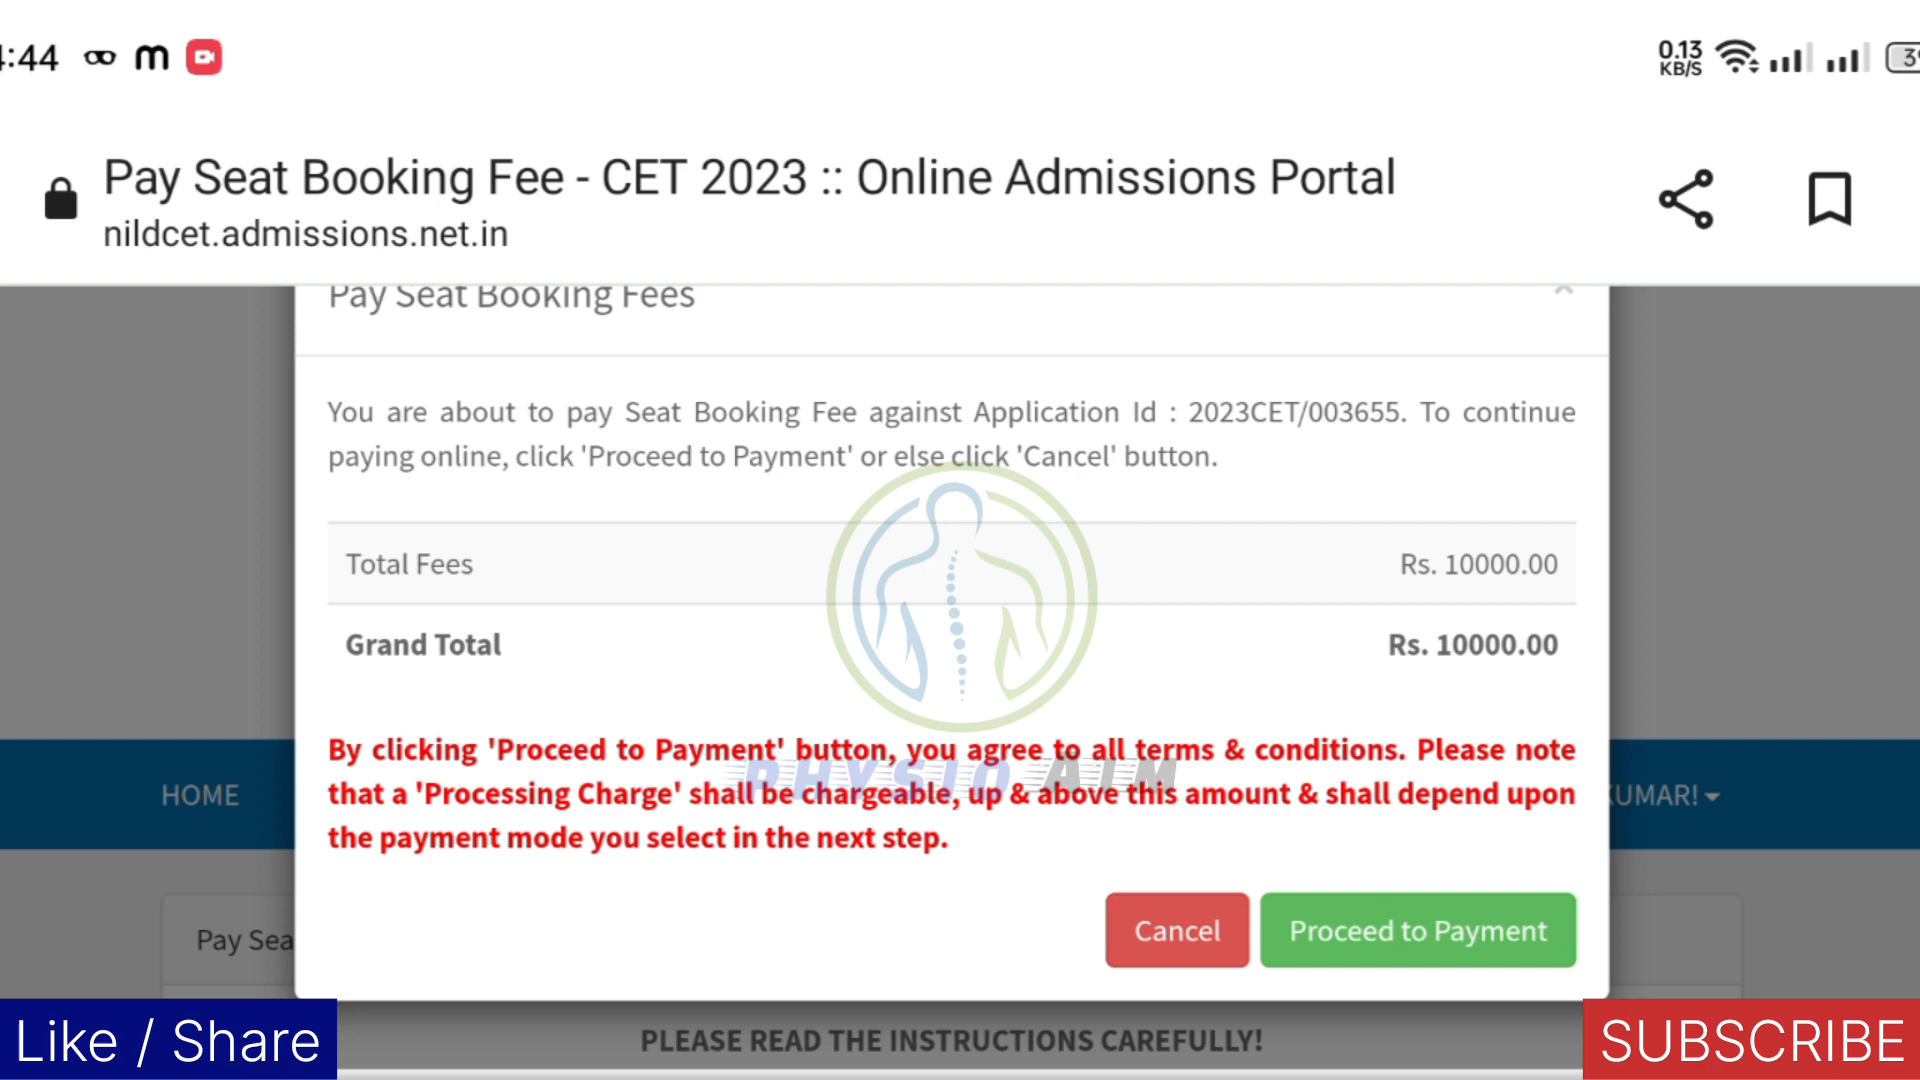 :44 m
0.13
KB/S
Pay Seat Booking Fee - CET 2023 :: Online Admissions Portal
nildcet.admissions.net.in
Pay Seat Booking Fees
You are about to pay Seat Booking Fee against Application Id : 2023CET/003655. To continue
paying online, click 'Proceed to Payment' or else click 'Cancel' button.
Total Fees Rs. 10000.00
Grand Total Rs. 10000.00
By clicking 'Proceed to Payment' button, you agree to all terms & conditions. Please note
that a 'Processing Charge' shall be chargeable, up & above this amount & shall depend upon
the payment mode you select in the next step.
PHYSIO AIM
HOME KUMAR!
Cancel Proceed to Payment
Pay Sea
Like / Share
PLEASE READ THE INSTRUCTIONS CAREFULLY!
SUBSCRIBE